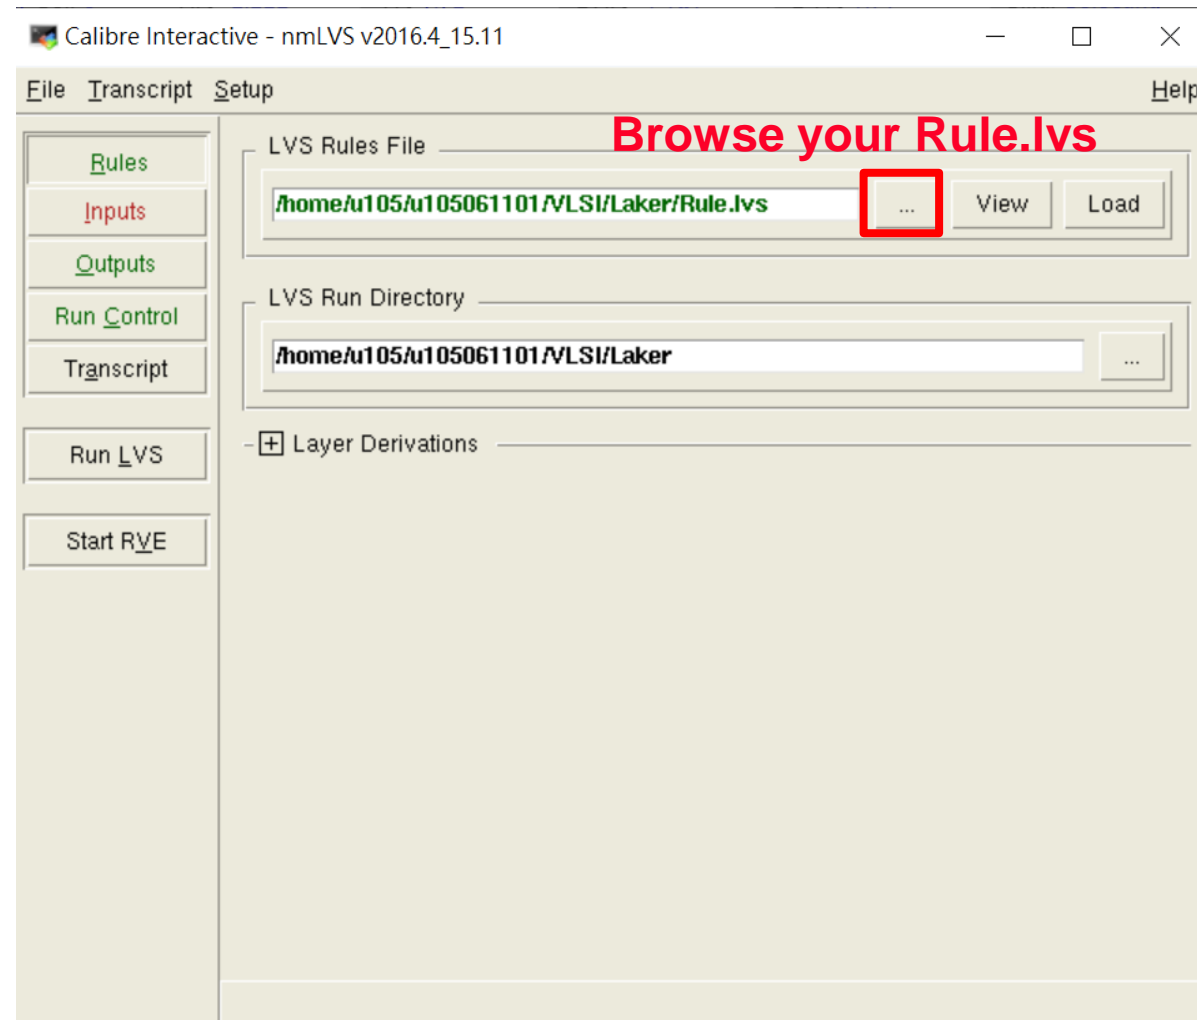 Calibre Interactive - nmLVS v2016.4_15.11
File Transcript Setup Help
Browse your Rule.lvs
Rules
Inputs
Outputs
Run Control
Transcript
Run LVS
Start RVE
LVS Rules File
/home/u105/u105061101/VLSI/Laker/Rule.lvs ... View Load
LVS Run Directory
/home/u105/u105061101/VLSI/Laker ...
Layer Derivations